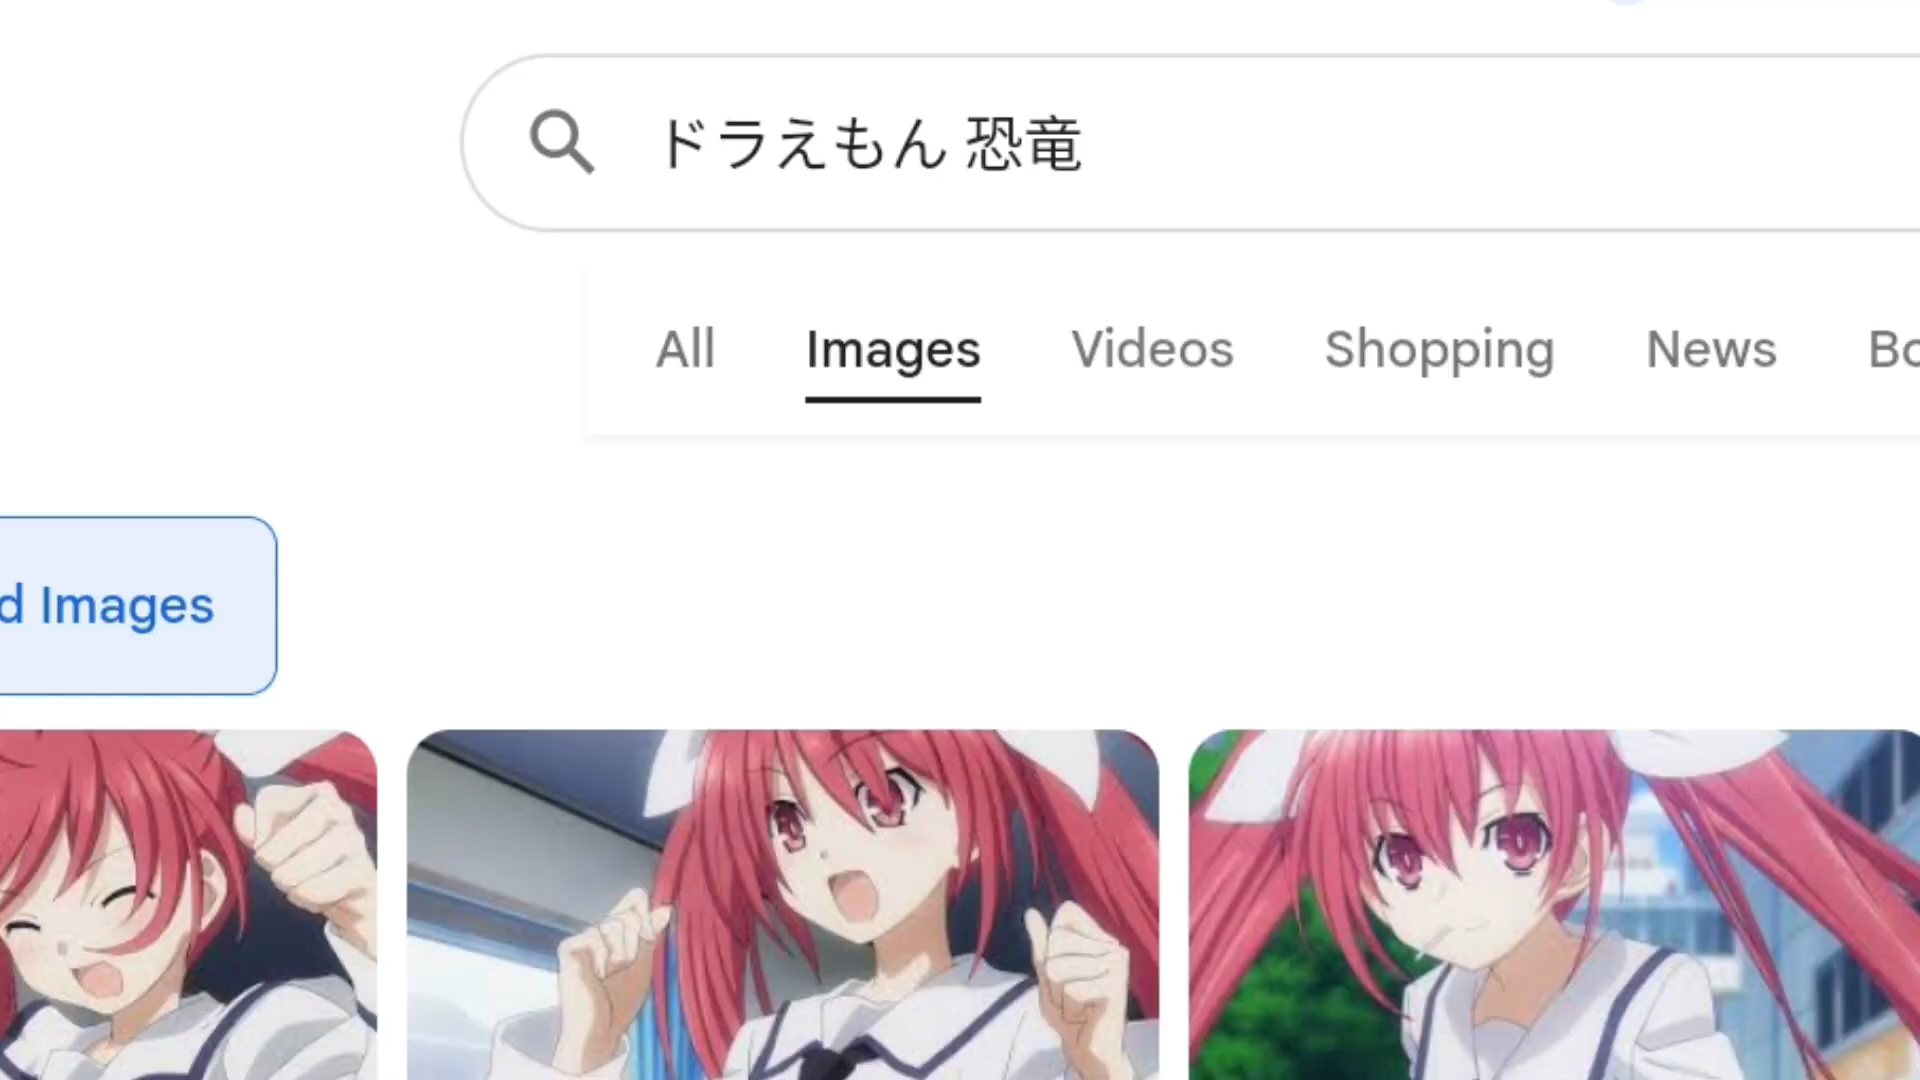 ドラえもん 恐竜
All Images Videos Shopping News
d Images